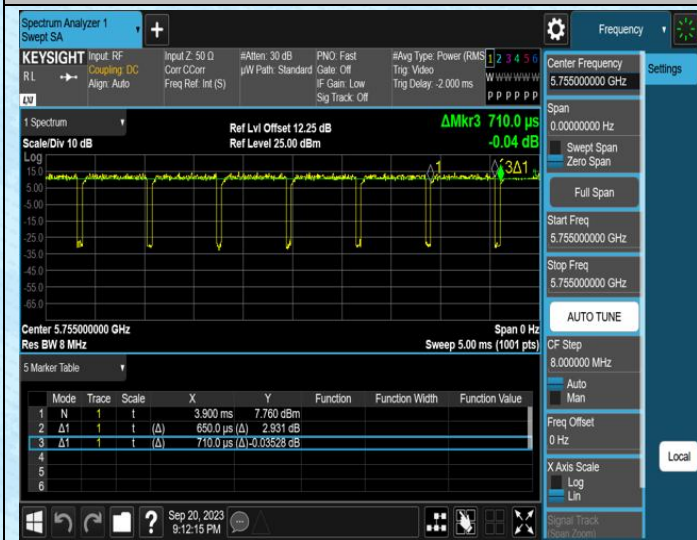 Spectrum Analyzer 1
Swept SA
Frequency
KEYSIGHT
Input: RF
Input Z: 50 Ω
#Atten: 30 dB
PNO: Fast
#Avg Type: Power (RMS
1 2 3 4 5 6
RL
Coupling: DC
Corr CCorr
µW Path: Standard
Gate: Off
Trig: Video
W W W W W W
Align: Auto
Freq Ref: Int (S)
IF Gain: Low
Trig Delay: -2.000 ms
P P P P P P
Sig Track: Off
LXI
1 Spectrum
Ref Lvl Offset 12.25 dB
ΔMkr3 710.0 µs
Scale/Div 10 dB
Ref Level 25.00 dBm
-0.04 dB
Log
15.0
5.00
-5.00
-15.0
-25.0
-35.0
-45.0
-55.0
-65.0
1
3Δ1
Center 5.755000000 GHz
Span 0 Hz
Res BW 8 MHz
Sweep 5.00 ms (1001 pts)
5 Marker Table
Mode Trace Scale X Y Function Function Width Function Value
1 N 1 t 3.900 ms 7.760 dBm
2 Δ1 1 t (Δ) 650.0 µs (Δ) 2.931 dB
3 Δ1 1 t (Δ) 710.0 µs (Δ) -0.03528 dB
4
5
6
Sep 20, 2023
9:12:15 PM
Center Frequency
5.755000000 GHz
Span
0.00000000 Hz
Swept Span
Zero Span
Full Span
Start Freq
5.755000000 GHz
Stop Freq
5.755000000 GHz
AUTO TUNE
CF Step
8.000000 MHz
Auto
Man
Freq Offset
0 Hz
X Axis Scale
Log
Lin
Signal Track
(Span Zoom)
Settings
Local